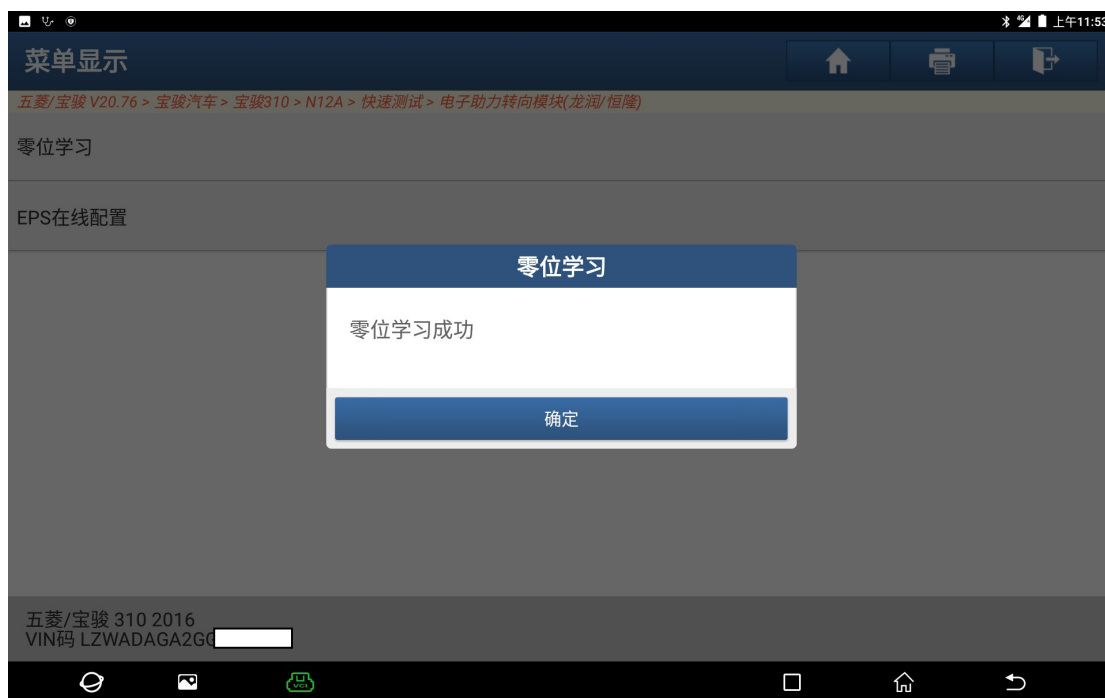 上午11:53
菜单显示
五菱/宝骏 V20.76 > 宝骏汽车 > 宝骏310 > N12A > 快速测试 > 电子助力转向模块(龙润/恒隆)
零位学习
EPS在线配置
零位学习
零位学习成功
确定
五菱/宝骏 310 2016
VIN码 LZWADAGA2G
VCI